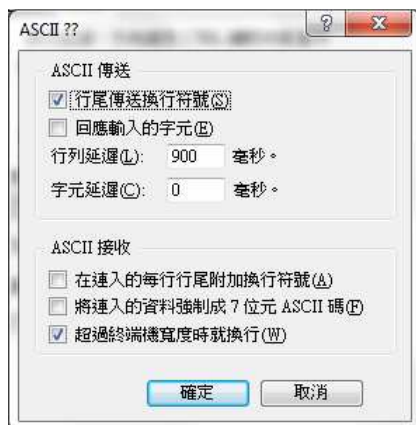 ASCII ??
ASCII 傳送
行尾傳送換行符號(S)
回應輸入的字元(E)
行列延遲(L): 900 毫秒。
字元延遲(C): 0 毫秒。
ASCII 接收
在連入的每行行尾附加換行符號(A)
將連入的資料強制成 7 位元 ASCII 碼(F)
超過終端機寬度時就換行(W)
確定 取消